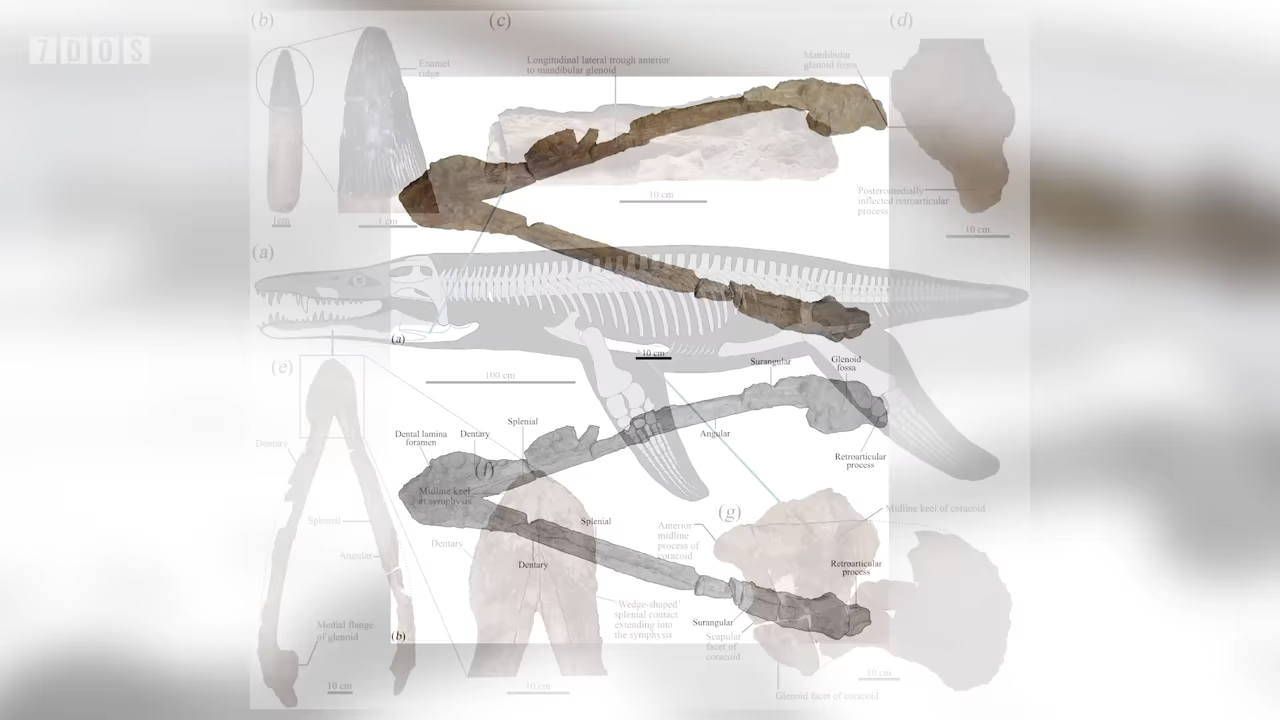 7DOS
(b)
(c)
(d)
Enamel
ridge
Longitudinal lateral trough anterior
to mandibular glenoid
Mandibular
glenoid fossa
10 cm
Posteromedially
inflected retroarticular
process
1cm
1 cm
10 cm
(a)
(a)
10 cm
100 cm
(e)
Surangular
Glenoid
fossa
Splenial
Dental lamina
foramen
Dentary
Dentary
Angular
Retroarticular
process
(f)
Midline keel
at symphysis
(g)
Midline keel of coracoid
Splenial
Splenial
Anterior
midline
process of
coracoid
Dentary
Angular
Dentary
Retroarticular
process
'Wedge-shaped'
splenial contact
extending into
the symphysis
Medial flange
of glenoid
Surangular
(b)
Scapular
facet of
coracoid
10 cm
10 cm
10 cm
Glenoid facet of coracoid